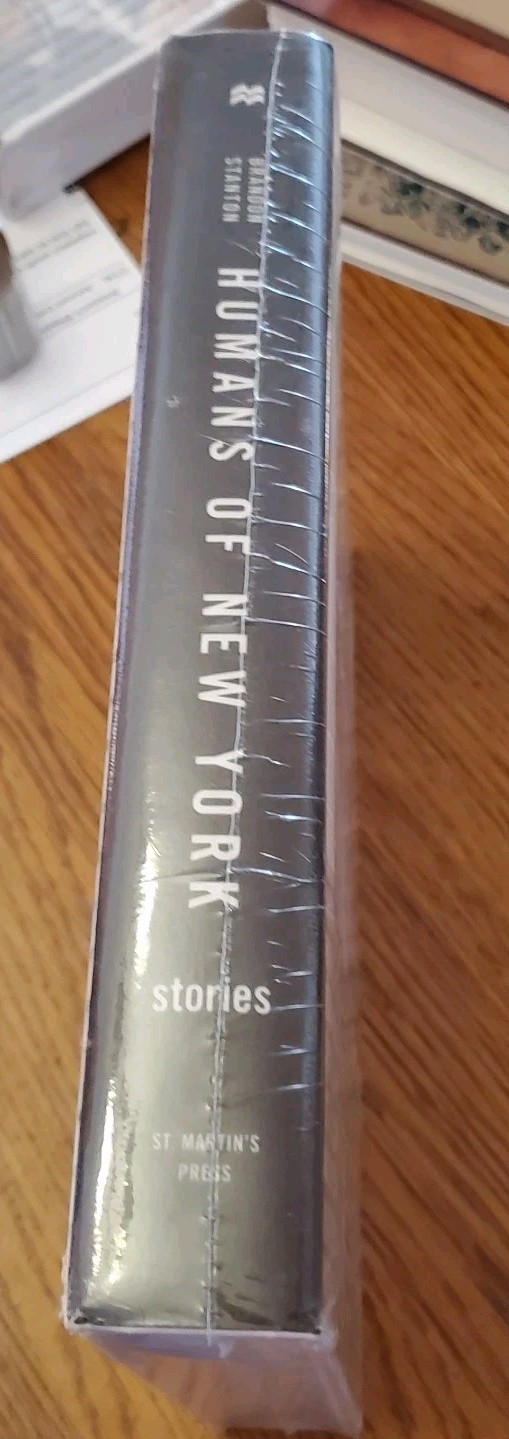 BRANDON
STANTON
HUMANS OF NEW YORK
stories
ST. MARTIN'S
PRESS